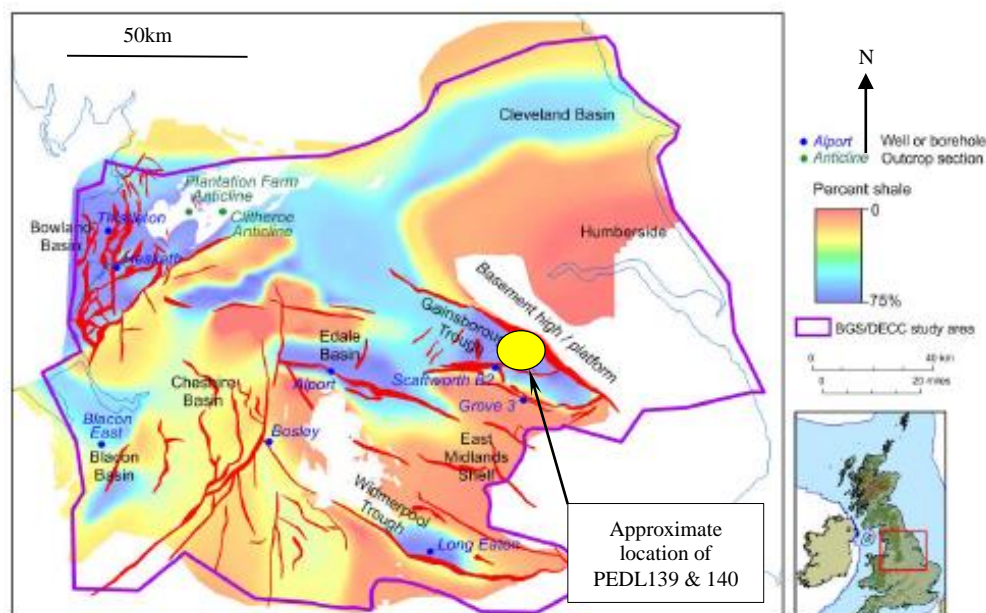 50km
N
Cleveland Basin
Alport Well or borehole
Anticline Outcrop section
Plantation Farm
Anticline
Percent shale
0
75%
Thistleton
Bowland
Basin
Clitheroe
Anticline
Hesketh
Humberside
Basement high / platform
Gainsborough
Trough
BGS/DECC study area
40 km
20 miles
Edale
Basin
Alport
Scaftworth B2
Grove 3
Cheshire
Basin
Blacon
East
Blacon
Basin
Bosley
East
Midlands
Shelf
Widmerpool
Trough
Long Eaton
Approximate
location of
PEDL139 & 140